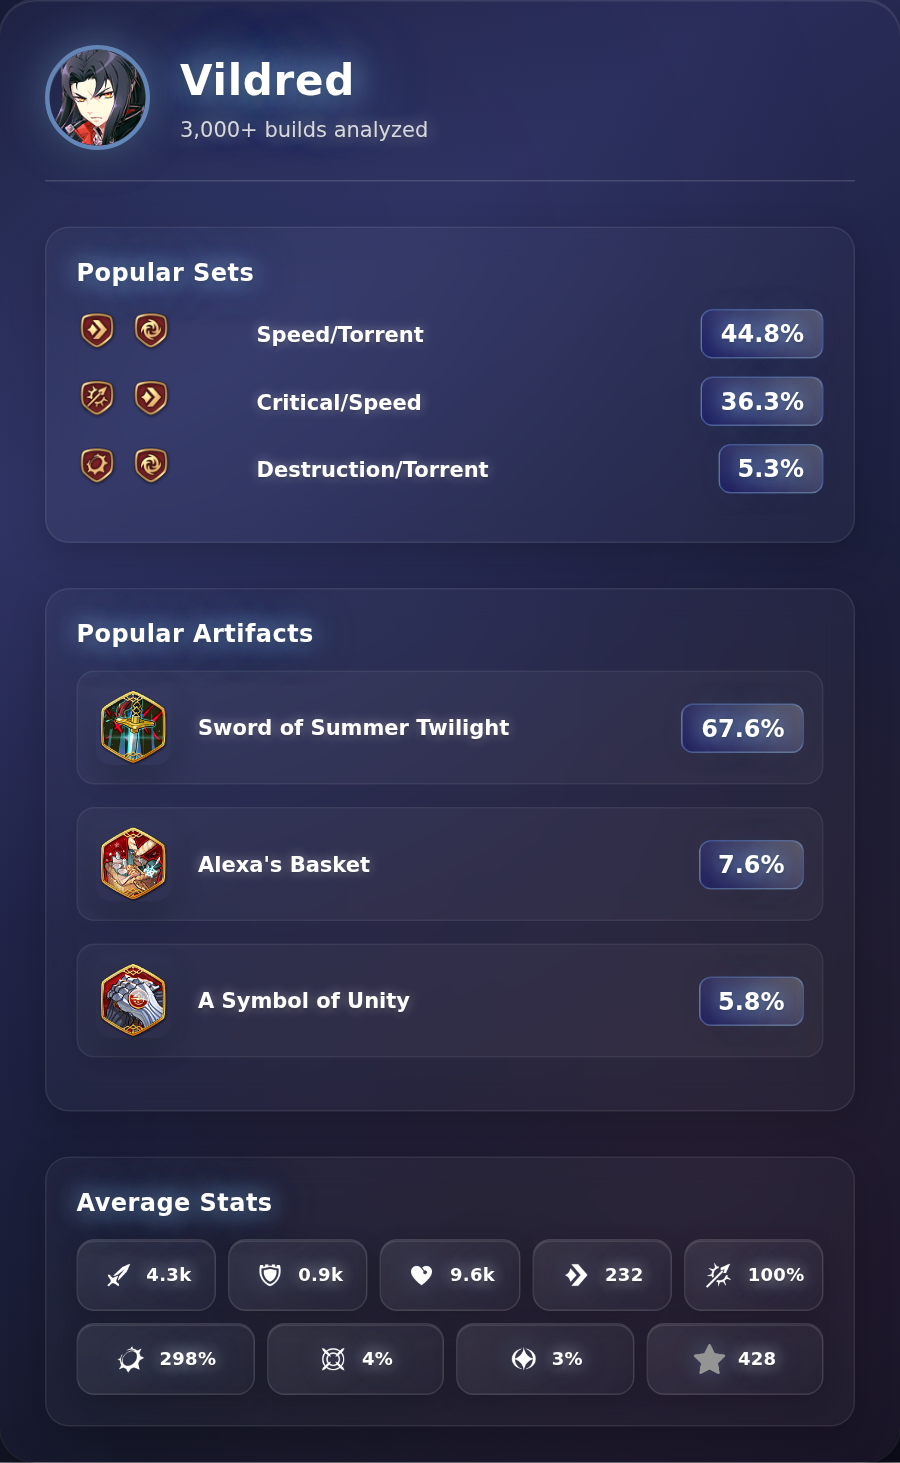 Vildred
3,000+ builds analyzed
Popular Sets
Speed/Torrent 44.8%
Critical/Speed 36.3%
Destruction/Torrent 5.3%
Popular Artifacts
Sword of Summer Twilight 67.6%
Alexa's Basket 7.6%
A Symbol of Unity 5.8%
Average Stats
4.3k 0.9k 9.6k 232 100%
298% 4% 3% 428